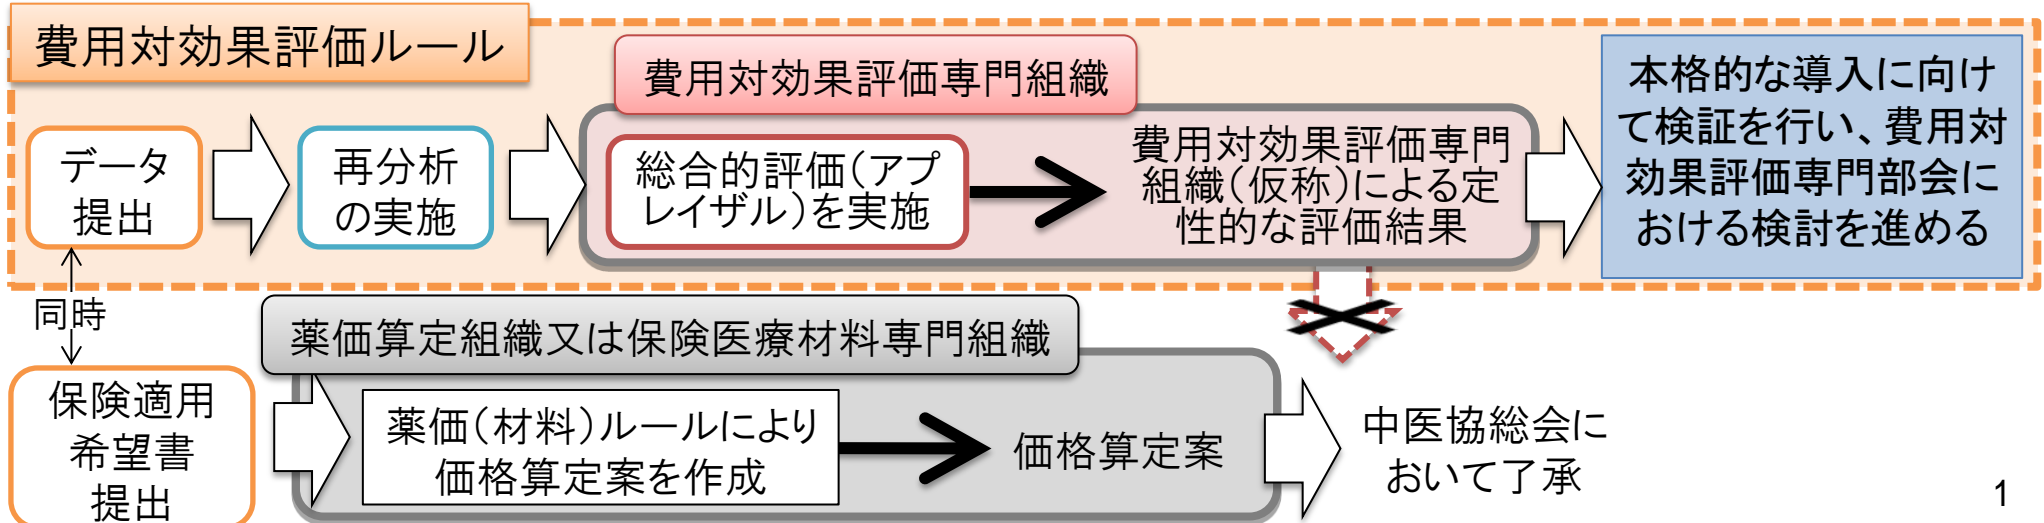 費用対効果評価ルール
費用対効果評価専門組織
データ
提出
再分析
の実施
総合的評価（アプ
レイザル）を実施
費用対効果評価専門
組織（仮称）による定
性的な評価結果
本格的な導入に向け
て検証を行い、費用対
効果評価専門部会に
おける検討を進める
同時
薬価算定組織又は保険医療材料専門組織
保険適用
希望書
提出
薬価（材料）ルールにより
価格算定案を作成
価格算定案
中医協総会に
おいて了承
1